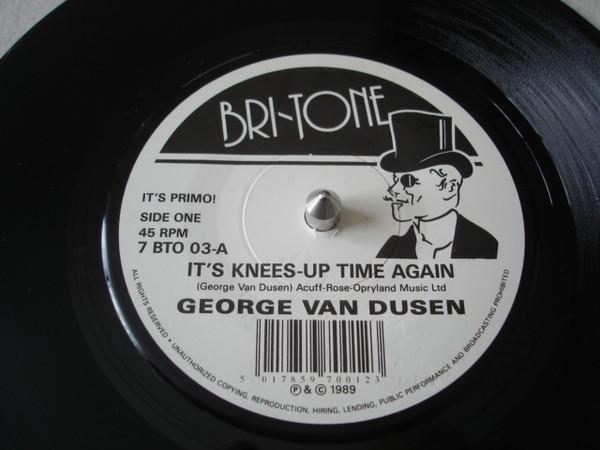 BRI-TONE
IT'S PRIMO!
SIDE ONE
45 RPM
7 BTO 03-A
IT'S KNEES-UP TIME AGAIN
(George Van Dusen) Acuff-Rose-Opryland Music Ltd
GEORGE VAN DUSEN
5 017859 700123
℗ & © 1989
ALL RIGHTS RESERVED • UNAUTHORIZED COPYING, REPRODUCTION, HIRING, LENDING, PUBLIC PERFORMANCE AND BROADCASTING PROHIBITED